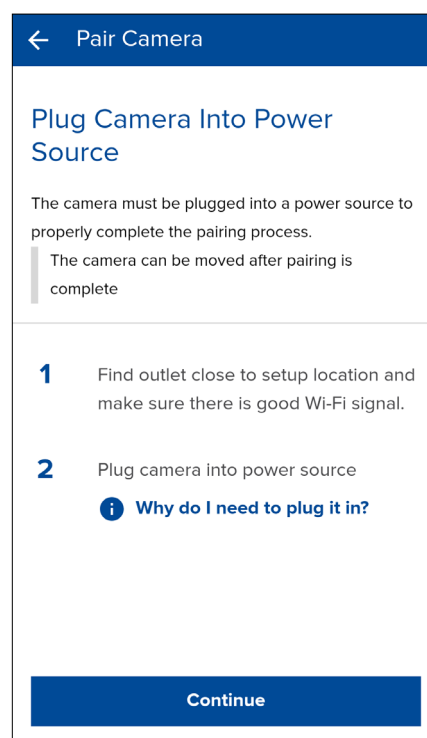 Pair Camera
Plug Camera Into Power
Source
The camera must be plugged into a power source to
properly complete the pairing process.
The camera can be moved after pairing is
complete
1 Find outlet close to setup location and
make sure there is good Wi-Fi signal.
2 Plug camera into power source
Why do I need to plug it in?
Continue